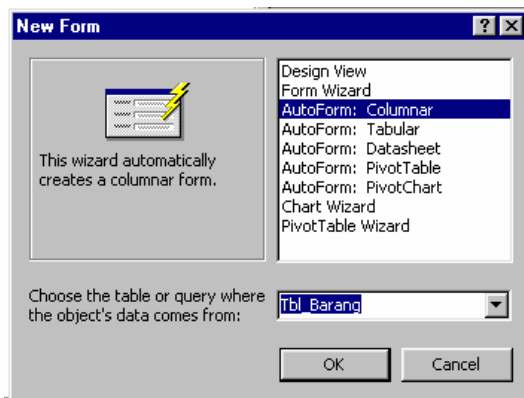 New Form
This wizard automatically
creates a columnar form.
Design View
Form Wizard
AutoForm: Columnar
AutoForm: Tabular
AutoForm: Datasheet
AutoForm: PivotTable
AutoForm: PivotChart
Chart Wizard
PivotTable Wizard
Choose the table or query where
the object's data comes from:
Tbl_Barang
OK
Cancel